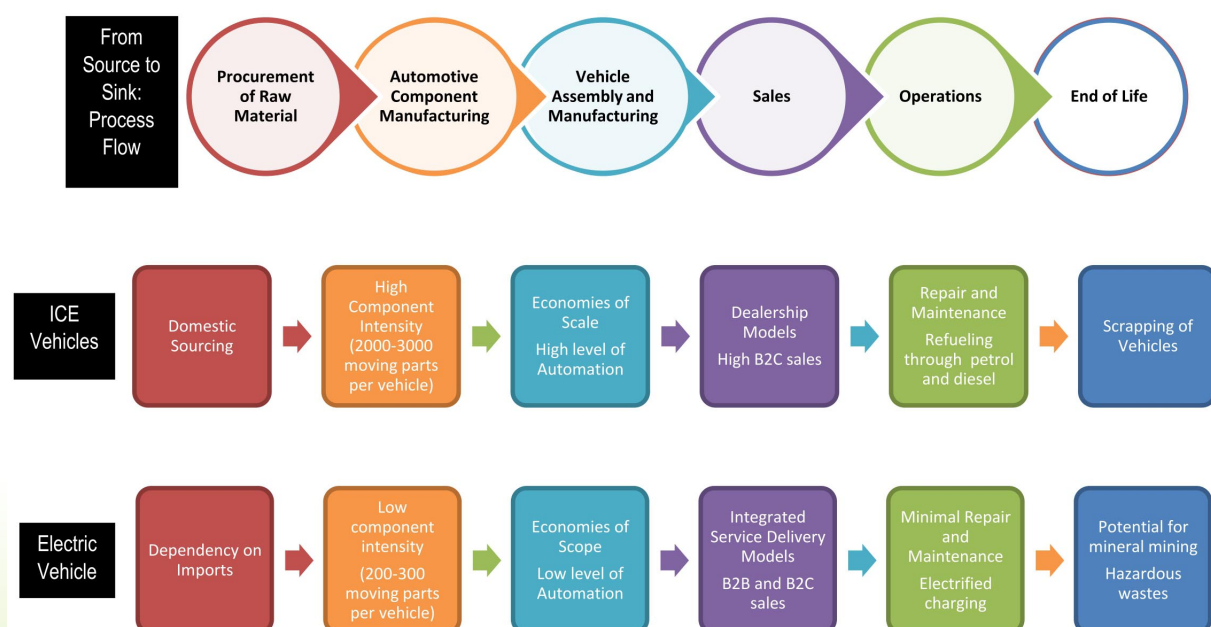 From
Source to
Sink:
Process
Flow
Procurement
of Raw
Material
Automotive
Component
Manufacturing
Vehicle
Assembly and
Manufacturing
Sales
Operations
End of Life
ICE
Vehicles
Domestic
Sourcing
High
Component
Intensity
(2000-3000
moving parts
per vehicle)
Economies of
Scale
High level of
Automation
Dealership
Models
High B2C sales
Repair and
Maintenance
Refueling
through petrol
and diesel
Scrapping of
Vehicles
Electric
Vehicle
Dependency on
Imports
Low
component
intensity
(200-300
moving parts
per vehicle)
Economies of
Scope
Low level of
Automation
Integrated
Service Delivery
Models
B2B and B2C
sales
Minimal Repair
and
Maintenance
Electrified
charging
Potential for
mineral mining
Hazardous
wastes